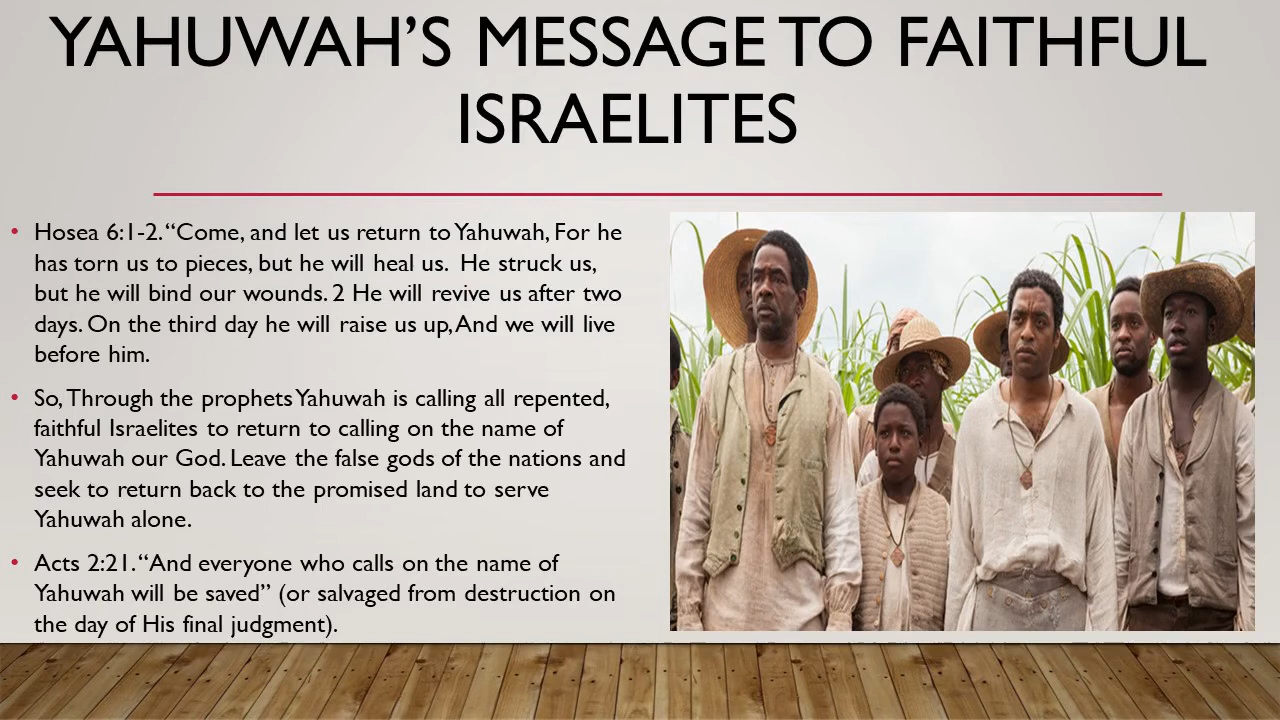 YAHUWAH'S MESSAGE TO FAITHFUL
ISRAELITES
• Hosea 6:1-2. “Come, and let us return to Yahuwah, For he
has torn us to pieces, but he will heal us.  He struck us,
but he will bind our wounds. 2 He will revive us after two
days. On the third day he will raise us up, And we will live
before him.
• So, Through the prophets Yahuwah is calling all repented,
faithful Israelites to return to calling on the name of
Yahuwah our God. Leave the false gods of the nations and
seek to return back to the promised land to serve
Yahuwah alone.
• Acts 2:21. “And everyone who calls on the name of
Yahuwah will be saved” (or salvaged from destruction on
the day of His final judgment).